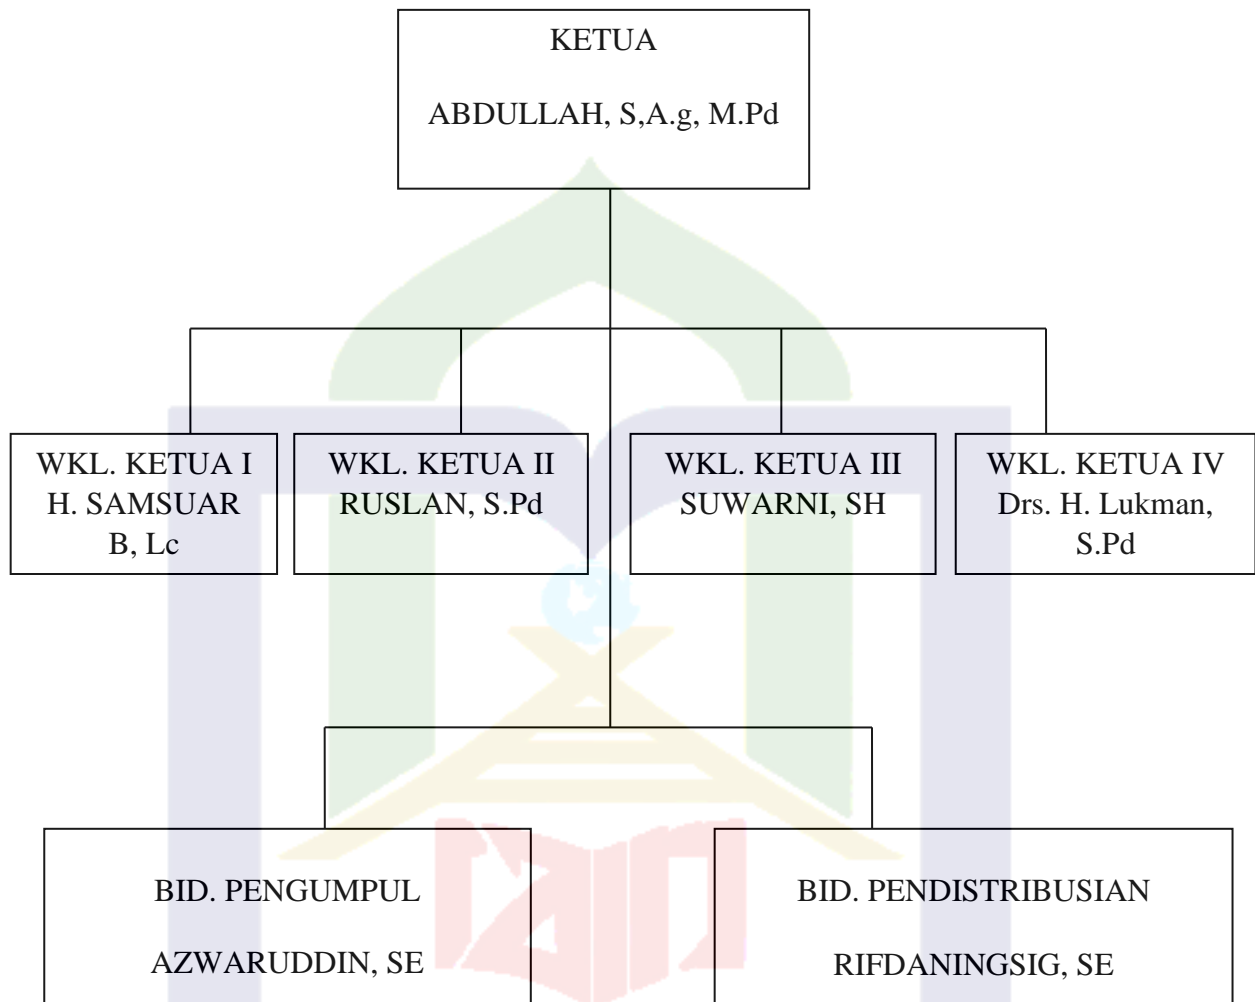 KETUA
ABDULLAH, S,A.g, M.Pd
WKL. KETUA I
H. SAMSUAR
B, Lc
WKL. KETUA II
RUSLAN, S.Pd
WKL. KETUA III
SUWARNI, SH
WKL. KETUA IV
Drs. H. Lukman,
S.Pd
BID. PENGUMPUL
AZWARUDDIN, SE
BID. PENDISTRIBUSIAN
RIFDANINGSIG, SE